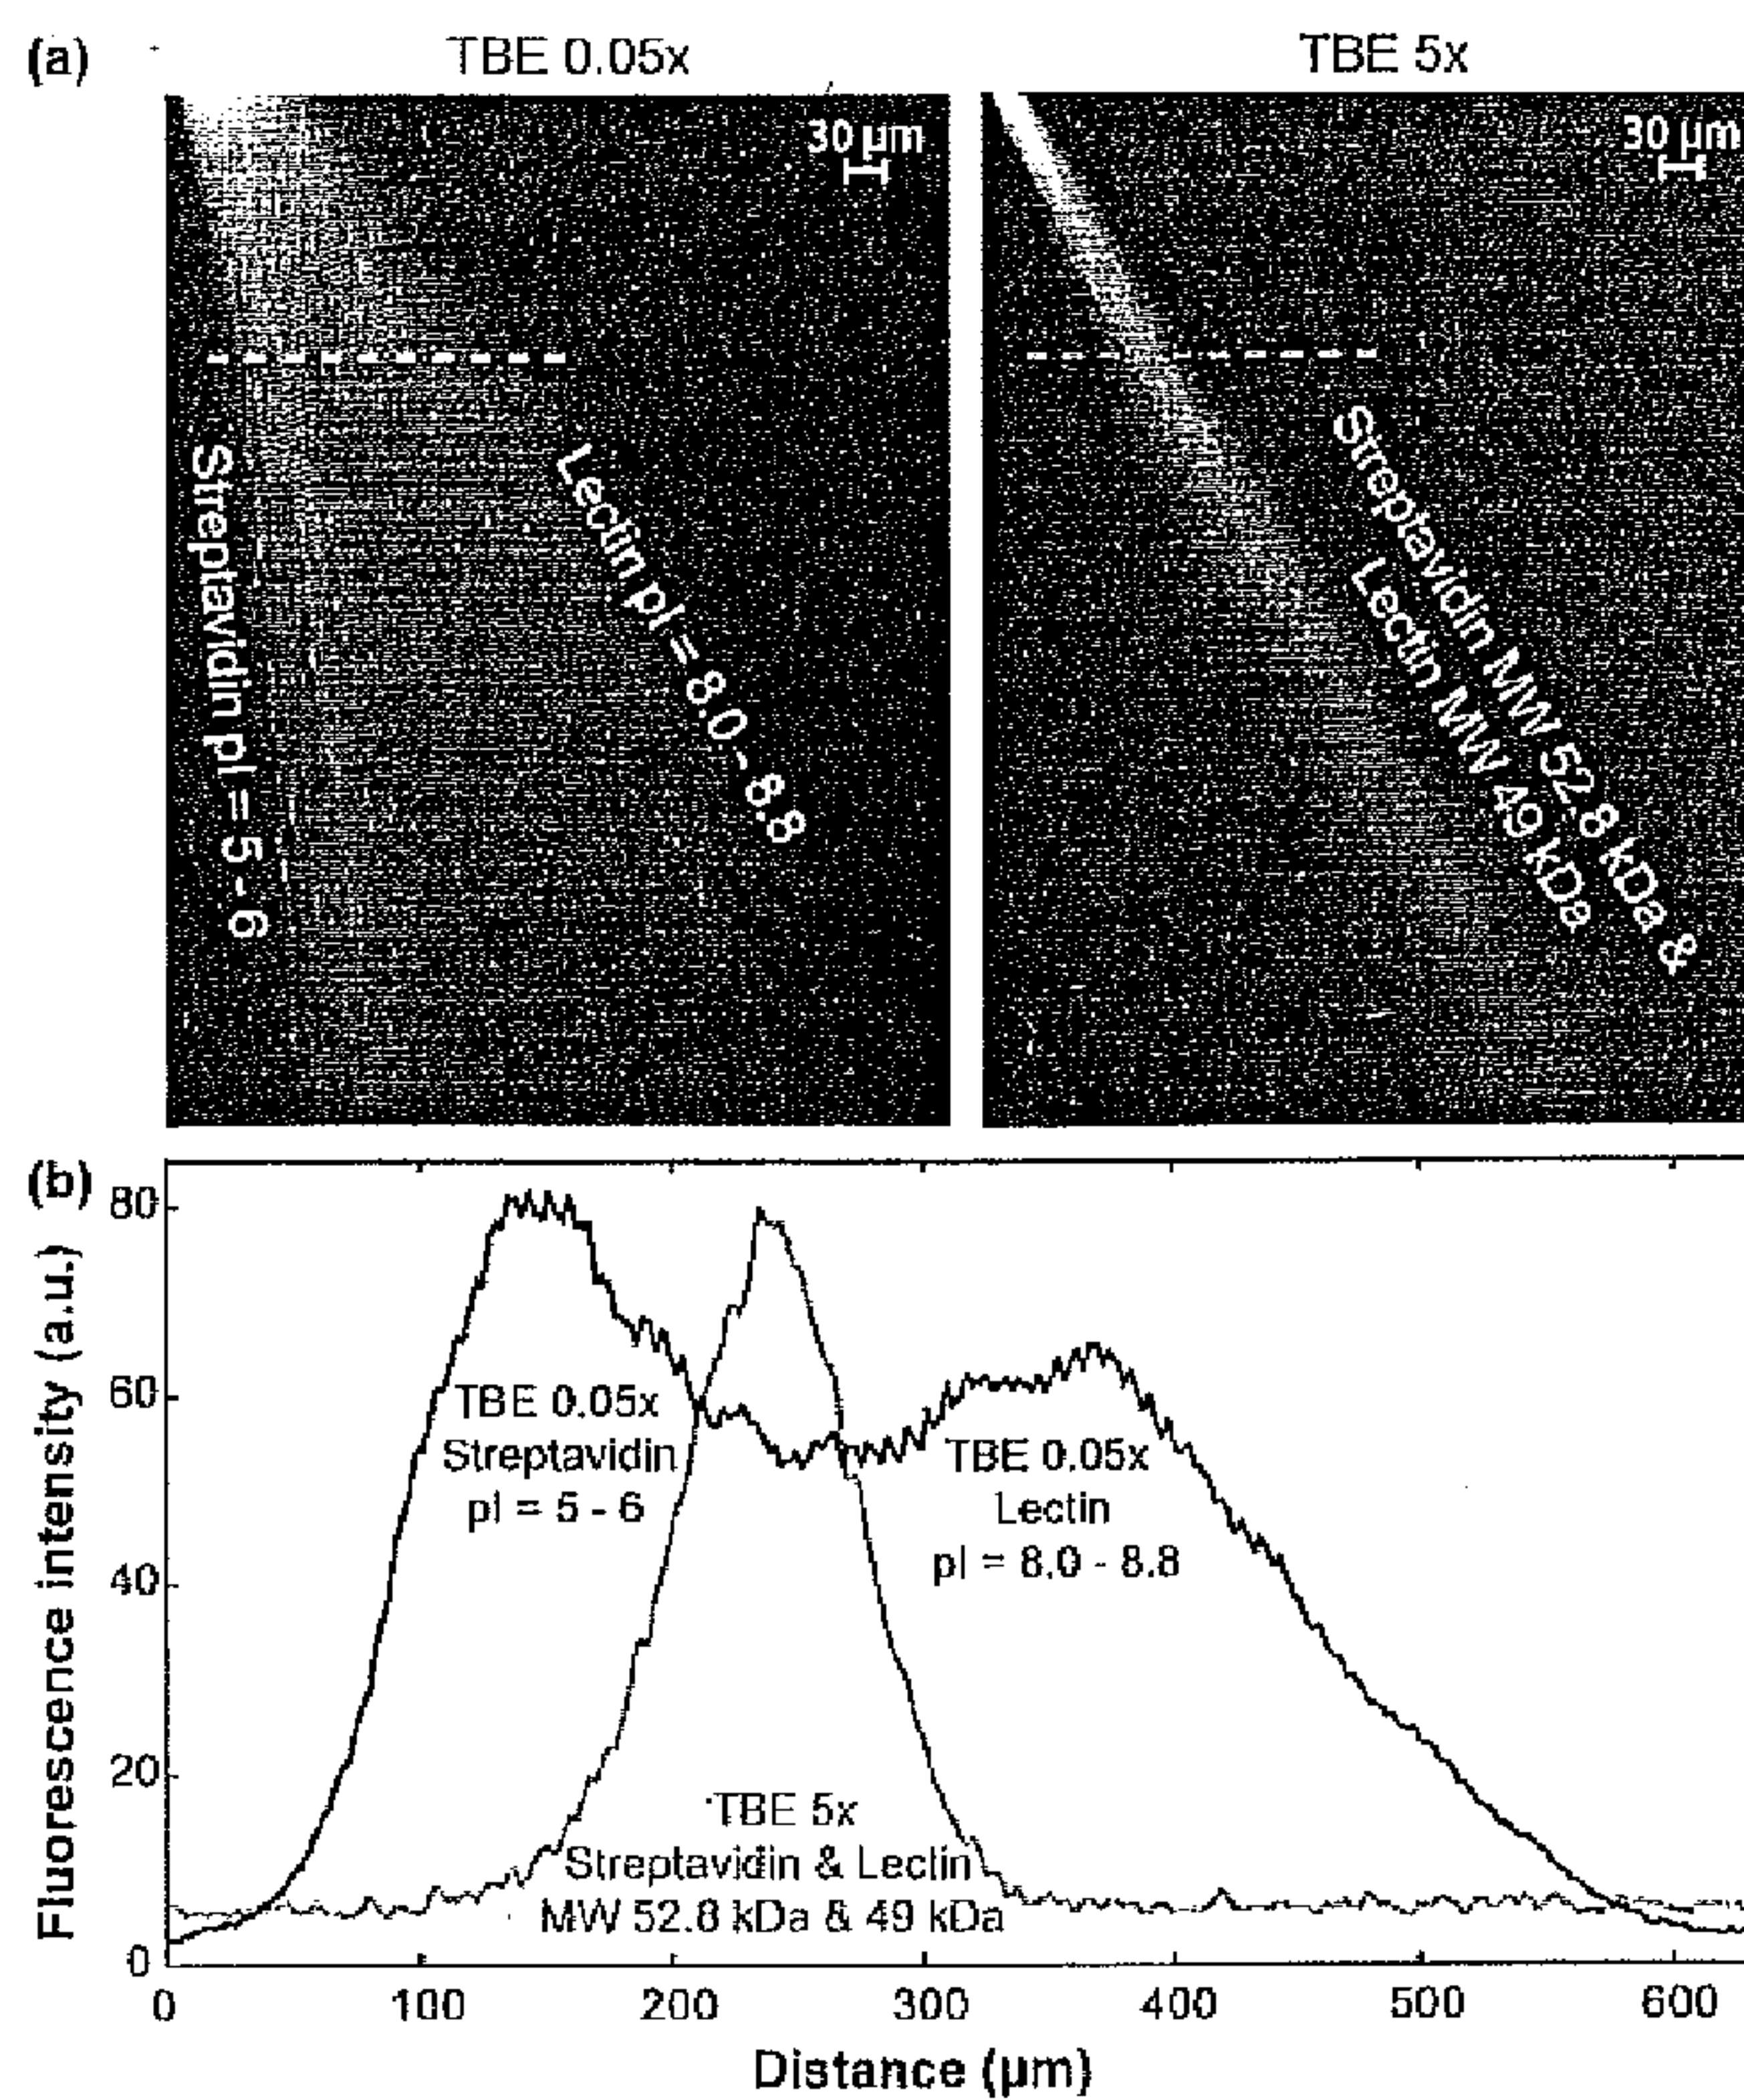 (a)
TBE 0.05x
TBE 5x
30 µm
30 µm
Streptavidin pI = 5 - 6
Lectin pI = 8.0 - 8.8
Streptavidin MW 52.8 kDa &
Lectin MW 49 kDa
(b)
Fluorescence intensity (a.u.)
80
60
40
20
0
TBE 0.05x
Streptavidin
pI = 5 - 6
TBE 0.05x
Lectin
pI = 8.0 - 8.8
TBE 5x
Streptavidin & Lectin
MW 52.8 kDa & 49 kDa
0 100 200 300 400 500 600
Distance (µm)